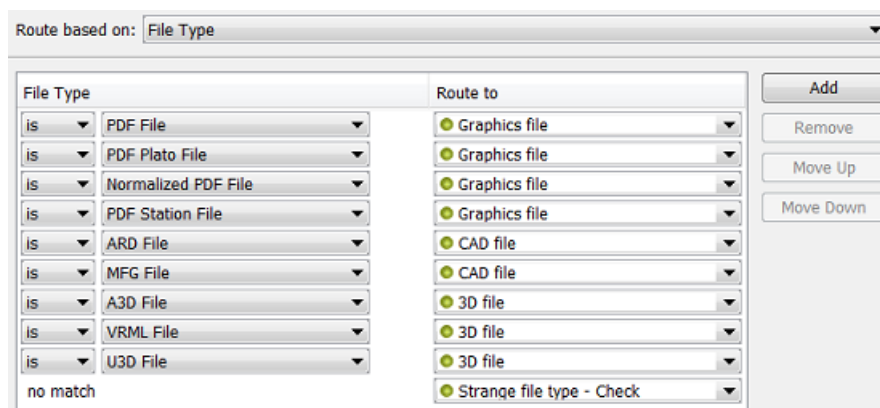 Route based on: File Type
File Type Route to Add
is PDF File Graphics file Remove
is PDF Plato File Graphics file Move Up
is Normalized PDF File Graphics file
is PDF Station File Graphics file Move Down
is ARD File CAD file
is MFG File CAD file
is A3D File 3D file
is VRML File 3D file
is U3D File 3D file
no match Strange file type - Check